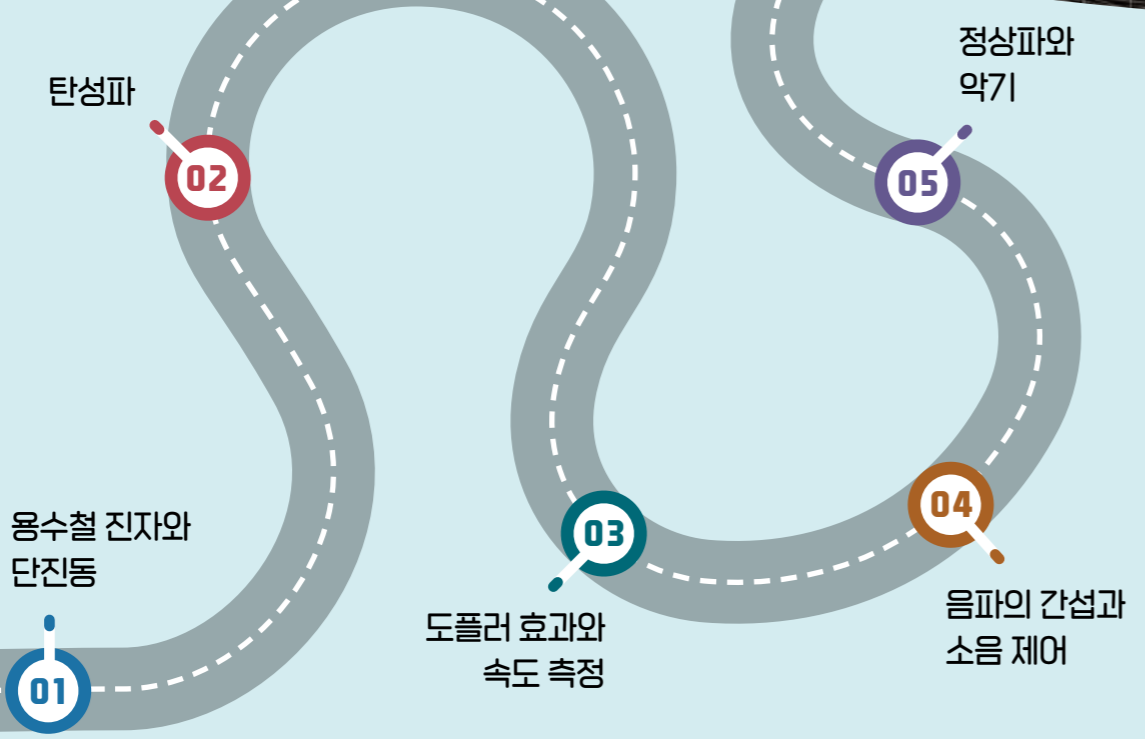 01
용수철 진자와
단진동
02
탄성파
03
도플러 효과와
속도 측정
04
음파의 간섭과
소음 제어
05
정상파와
악기